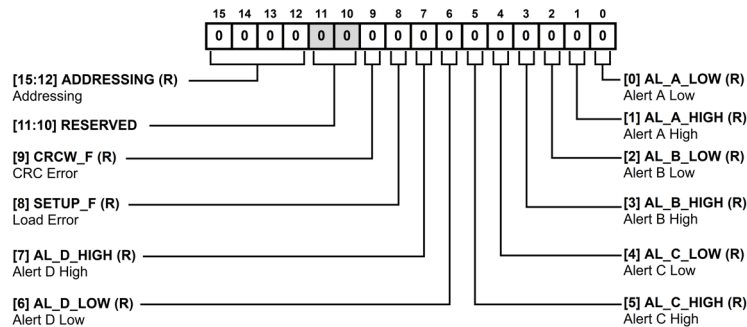 15 14 13 12 11 10 9 8 7 6 5 4 3 2 1 0
0 0 0 0 0 0 0 0 0 0 0 0 0 0 0 0
[15:12] ADDRESSING (R)
Addressing
[11:10] RESERVED
[9] CRCW_F (R)
CRC Error
[8] SETUP_F (R)
Load Error
[7] AL_D_HIGH (R)
Alert D High
[6] AL_D_LOW (R)
Alert D Low
[0] AL_A_LOW (R)
Alert A Low
[1] AL_A_HIGH (R)
Alert A High
[2] AL_B_LOW (R)
Alert B Low
[3] AL_B_HIGH (R)
Alert B High
[4] AL_C_LOW (R)
Alert C Low
[5] AL_C_HIGH (R)
Alert C High